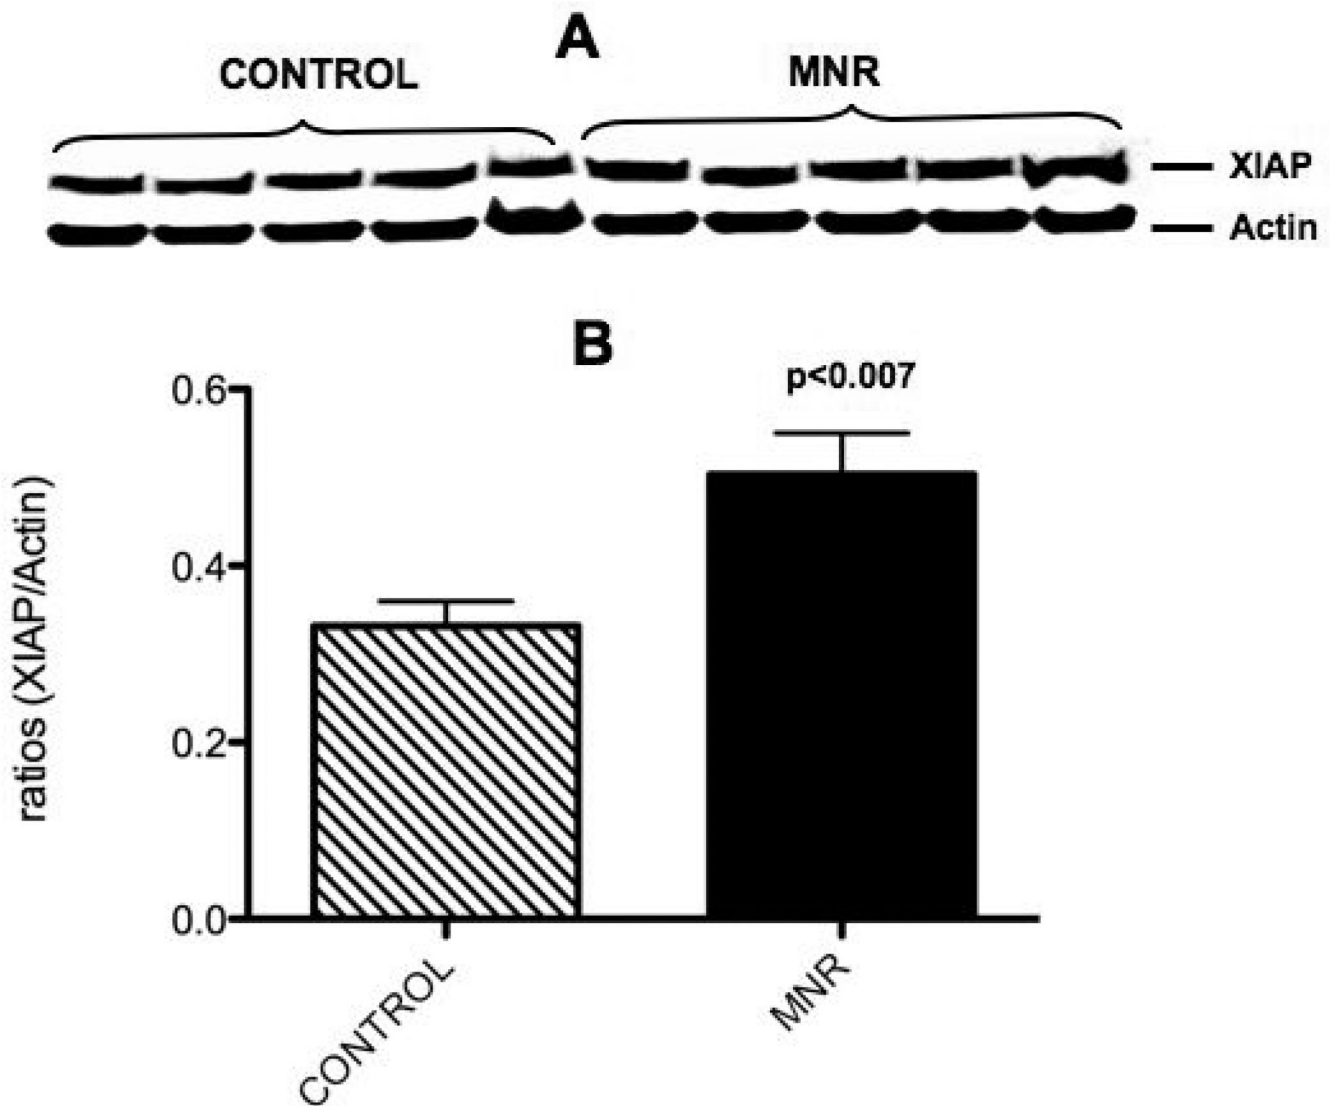 A
CONTROL
MNR
XIAP
Actin
B
p<0.007
0.6
0.4
0.2
0.0
ratios (XIAP/Actin)
CONTROL
MNR